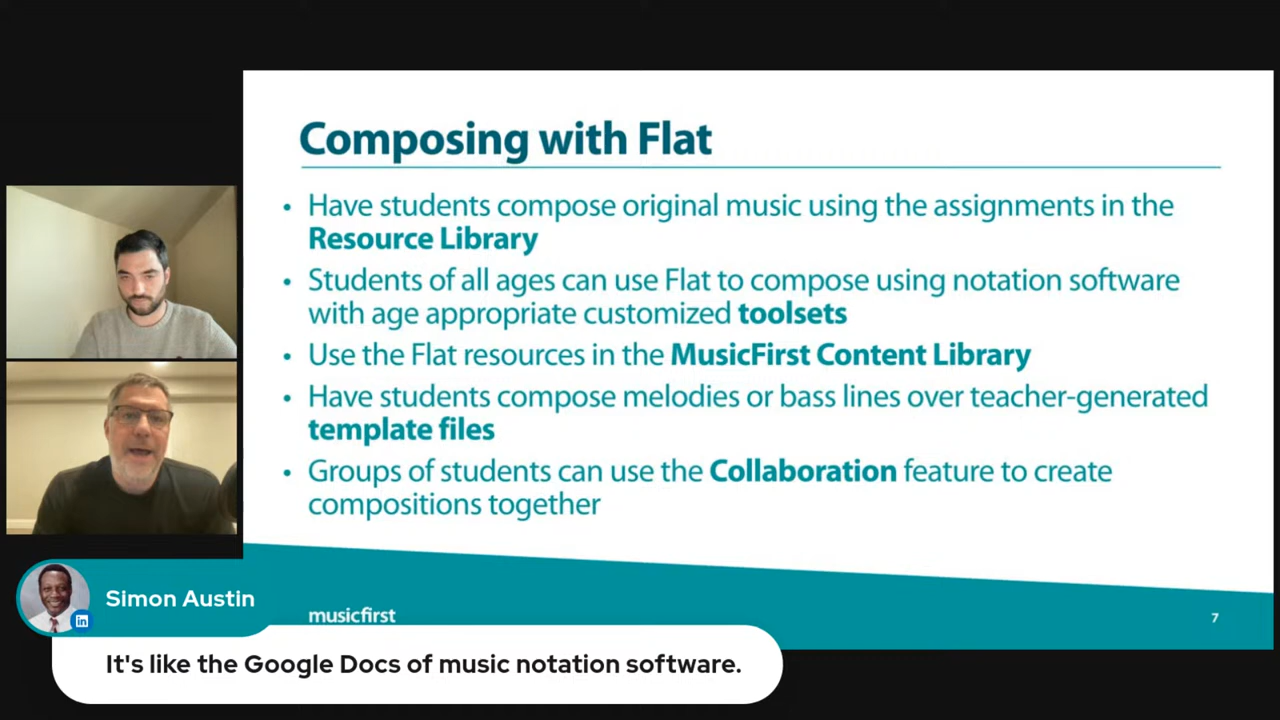 Composing with Flat
• Have students compose original music using the assignments in the
Resource Library
• Students of all ages can use Flat to compose using notation software
with age appropriate customized toolsets
• Use the Flat resources in the MusicFirst Content Library
• Have students compose melodies or bass lines over teacher-generated
template files
• Groups of students can use the Collaboration feature to create
compositions together
Simon Austin
in
musicfirst
7
It's like the Google Docs of music notation software.